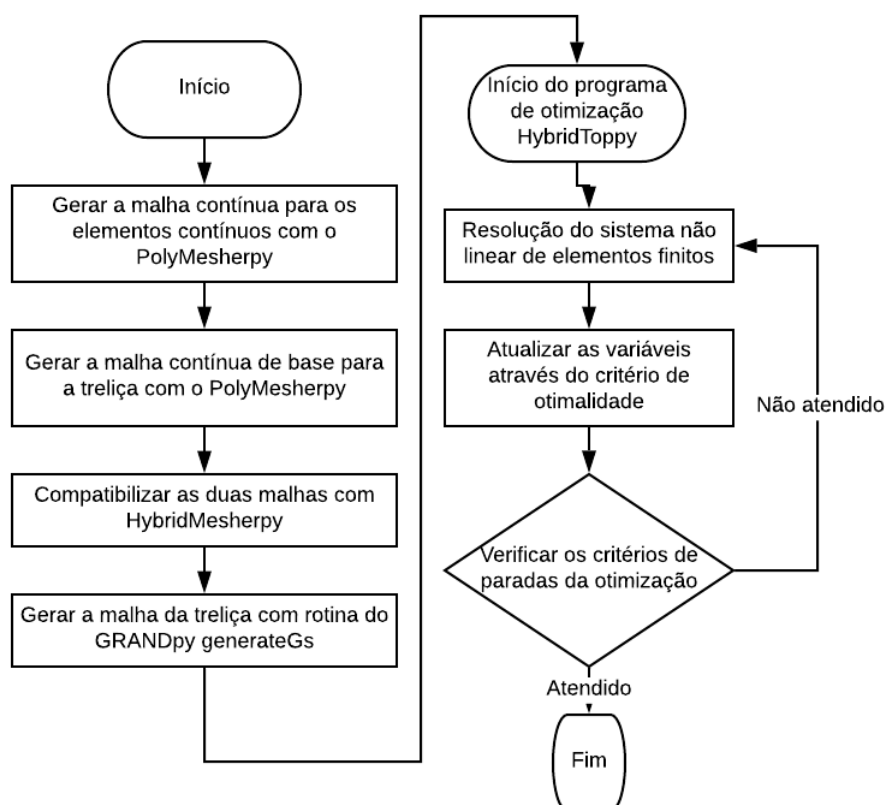 Início
Gerar a malha contínua para os
elementos contínuos com o
PolyMesherpy
Gerar a malha contínua de base para
a treliça com o PolyMesherpy
Compatibilizar as duas malhas com
HybridMesherpy
Gerar a malha da treliça com rotina do
GRANDpy generateGs
Início do programa
de otimização
HybridToppy
Resolução do sistema não
linear de elementos finitos
Atualizar as variáveis
através do critério de
otimalidade
Não atendido
Verificar os critérios de
paradas da otimização
Atendido
Fim